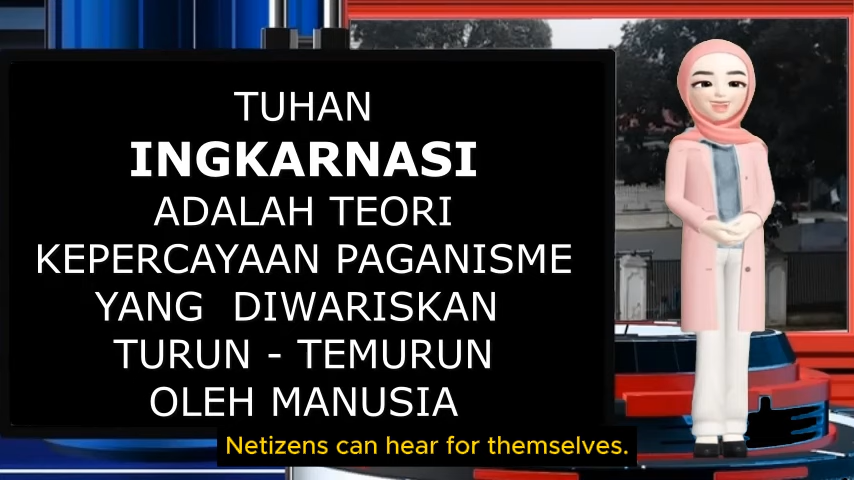 TUHAN
INGKARNASI
ADALAH TEORI
KEPERCAYAAN PAGANISME
YANG DIWARISKAN
TURUN - TEMURUN
OLEH MANUSIA
Netizens can hear for themselves.